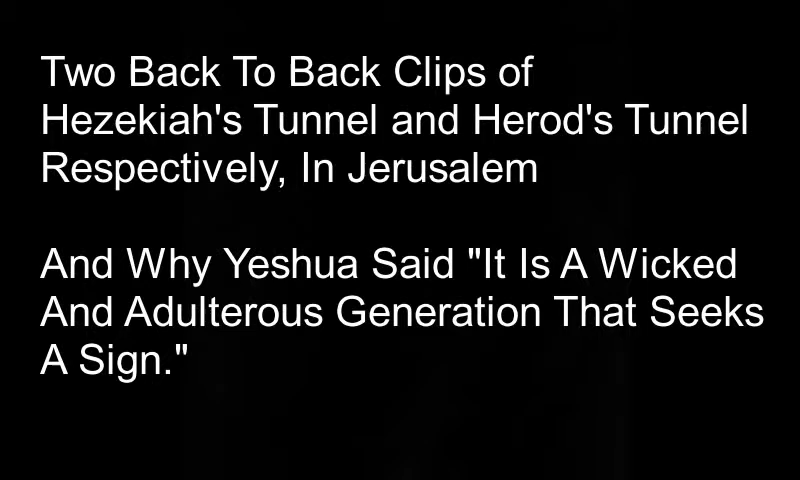 Two Back To Back Clips of
Hezekiah's Tunnel and Herod's Tunnel
Respectively, In Jerusalem
And Why Yeshua Said "It Is A Wicked
And Adulterous Generation That Seeks
A Sign."